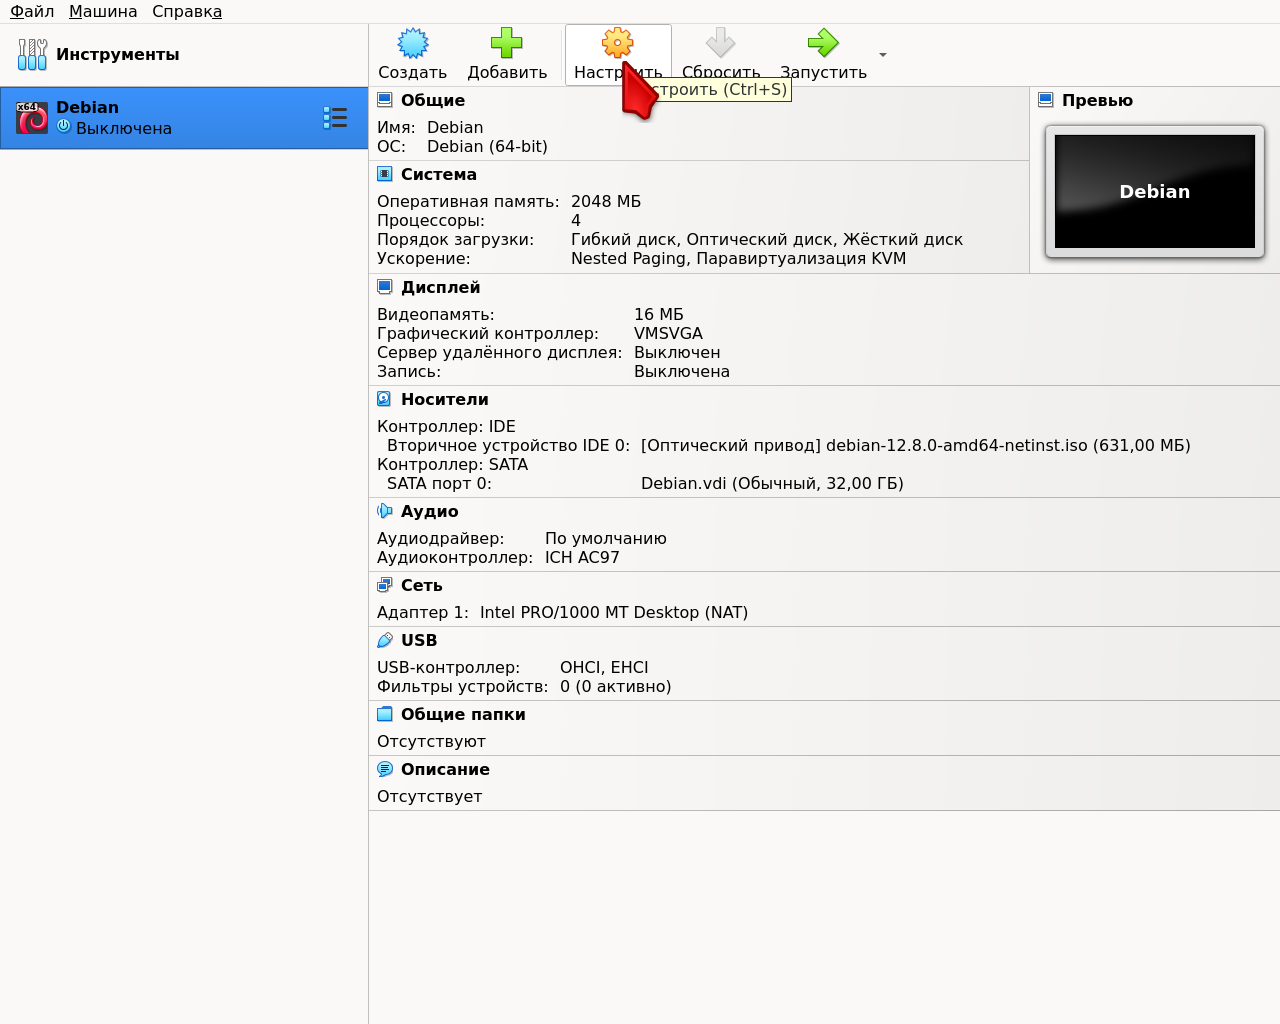 Файл Машина Справка
Инструменты
Создать Добавить Настроить Сбросить Запустить
строить (Ctrl+S)
x64
Debian
Выключена
Общие
Имя: Debian
ОС: Debian (64-bit)
Превью
Debian
Система
Оперативная память: 2048 МБ
Процессоры: 4
Порядок загрузки: Гибкий диск, Оптический диск, Жёсткий диск
Ускорение: Nested Paging, Паравиртуализация KVM
Дисплей
Видеопамять: 16 МБ
Графический контроллер: VMSVGA
Сервер удалённого дисплея: Выключен
Запись: Выключена
Носители
Контроллер: IDE
Вторичное устройство IDE 0: [Оптический привод] debian-12.8.0-amd64-netinst.iso (631,00 МБ)
Контроллер: SATA
SATA порт 0: Debian.vdi (Обычный, 32,00 ГБ)
Аудио
Аудиодрайвер: По умолчанию
Аудиоконтроллер: ICH AC97
Сеть
Адаптер 1: Intel PRO/1000 MT Desktop (NAT)
USB
USB-контроллер: OHCI, EHCI
Фильтры устройств: 0 (0 активно)
Общие папки
Отсутствуют
Описание
Отсутствует